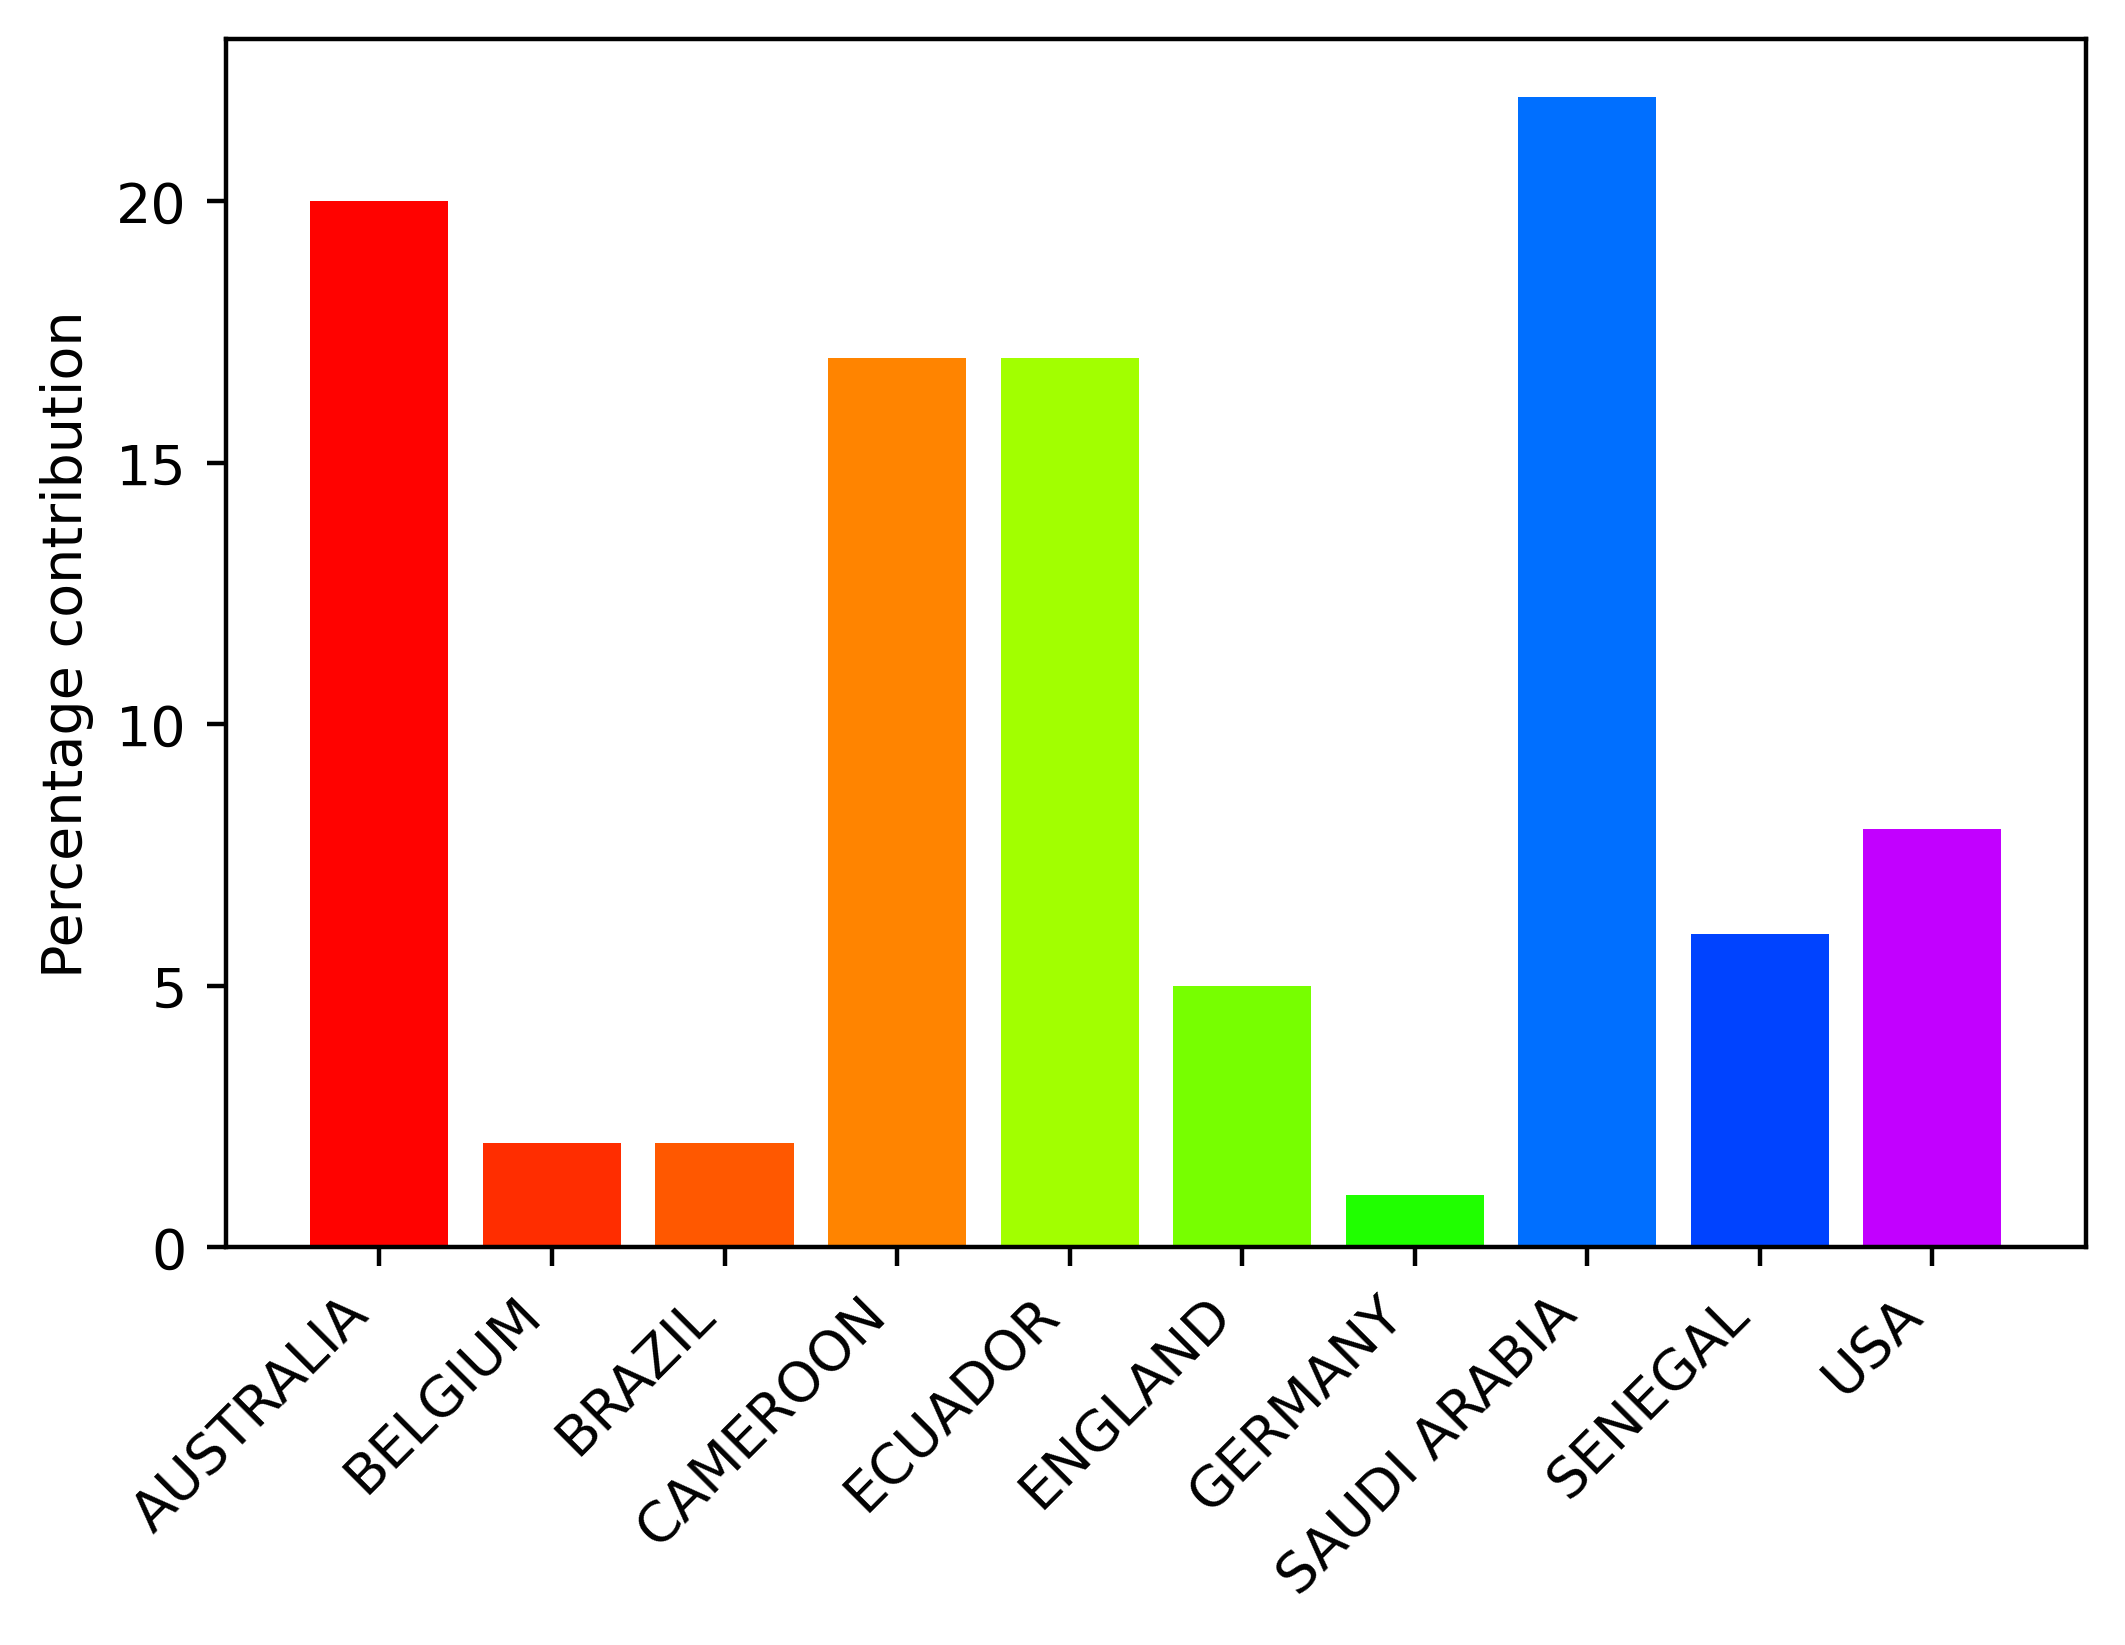 Percentage contribution
20
15
10
5
0
AUSTRALIA
BELGIUM
BRAZIL
CAMEROON
ECUADOR
ENGLAND
GERMANY
SAUDI ARABIA
SENEGAL
USA